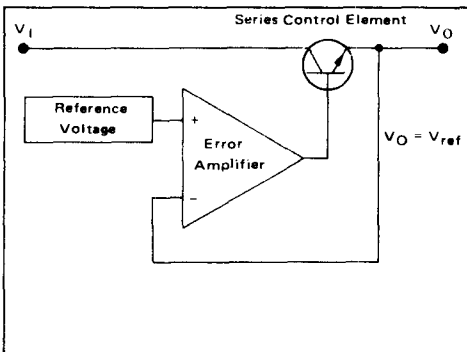 Series Control Element
V_I
V_O
Reference
Voltage
+
Error
Amplifier
V_O = V_ref
−